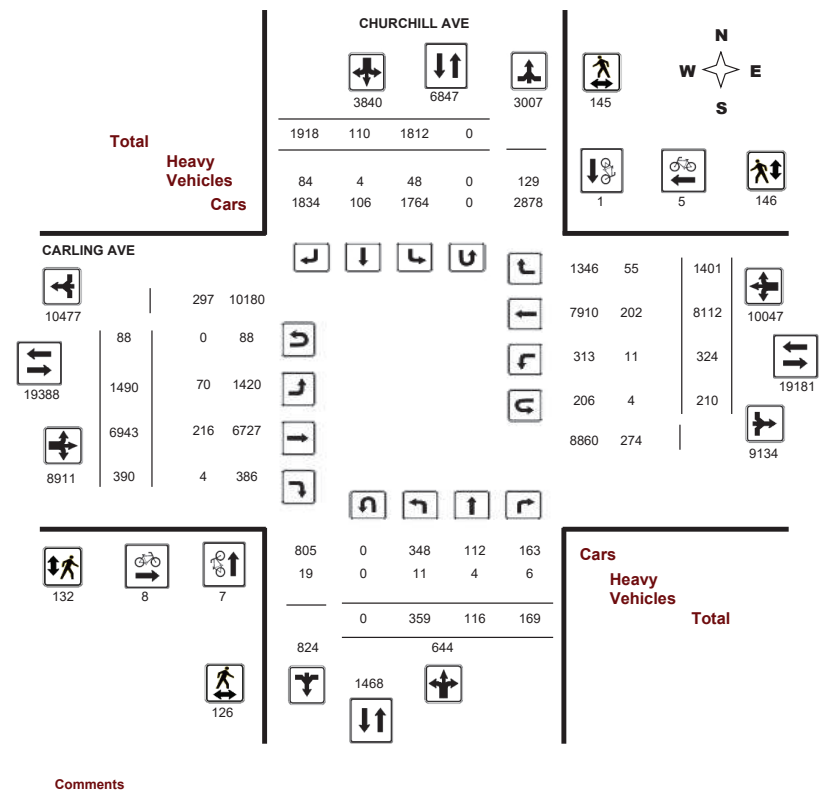 CHURCHILL AVE
N
W E
S
3840 6847 3007 145
1918 110 1812 0
Total
Heavy
Vehicles
84 4 48 0 129
Cars
1834 106 1764 0 2878
1 5 146
CARLING AVE
10477
297 10180
1346 55 1401
7910 202 8112 10047
88 0 88
313 11 324
19388
1490 70 1420
19181
206 4 210
6943 216 6727
8860 274
9134
8911
390 4 386
805 0 348 112 163
19 0 11 4 6
Cars
Heavy
Vehicles
Total
132 8 7
0 359 116 169
824 644
1468
126
Comments